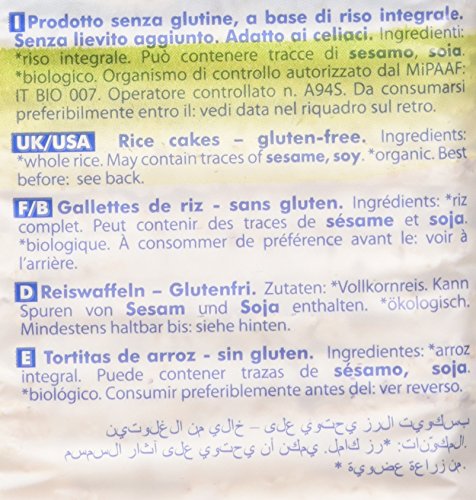 I Prodotto senza glutine, a base di riso integrale.
Senza lievito aggiunto. Adatto ai celiaci. Ingredienti:
*riso integrale. Può contenere tracce di sesamo, soia.
*biologico. Organismo di controllo autorizzato dal MiPAAF:
IT BIO 007. Operatore controllato n. A94S. Da consumarsi
preferibilmente entro il: vedi data nel riquadro sul retro.
UK/USA Rice cakes – gluten-free. Ingredients:
*whole rice. May contain traces of sesame, soy. *organic. Best
before: see back.
F/B Gallettes de riz - sans gluten. Ingrédients: *riz
complet. Peut contenir des traces de sésame et soja.
*biologique. À consommer de préférence avant le: voir à
l'arrière.
D Reiswaffeln – Glutenfri. Zutaten: *Vollkornreis. Kann
Spuren von Sesam und Soja enthalten. *ökologisch.
Mindestens haltbar bis: siehe hinten.
E Tortitas de arroz - sin gluten. Ingredientes: *arroz
integral. Puede contener trazas de sésamo, soja.
*biológico. Consumir preferiblemente antes del: ver reverso.
بسكويت الرز يحتوي على – خالي من الغلوتين
المكونات: *رز كامل. يمكن أن يحتوي على آثار السمسم
* من زراعة عضوية